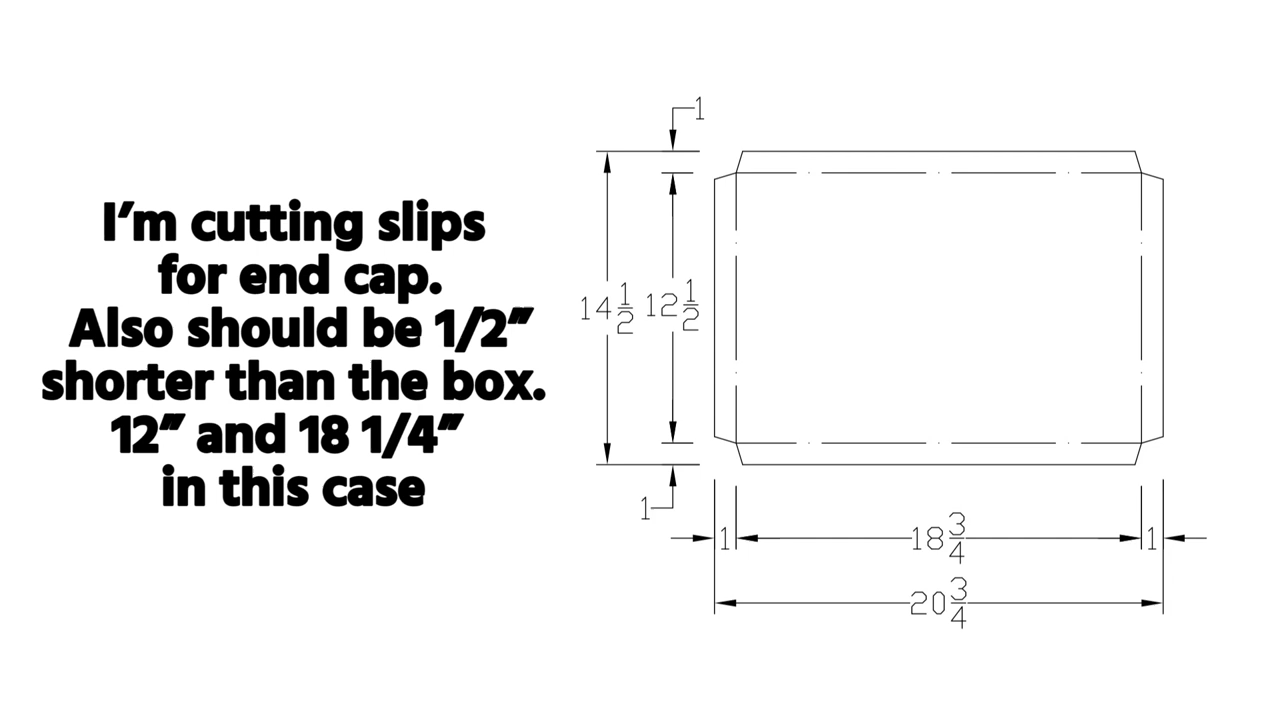 I'm cutting slips
for end cap.
Also should be 1/2"
shorter than the box.
12" and 18 1/4"
in this case
1
14 1/2
12 1/2
1
1
18 3/4
1
20 3/4